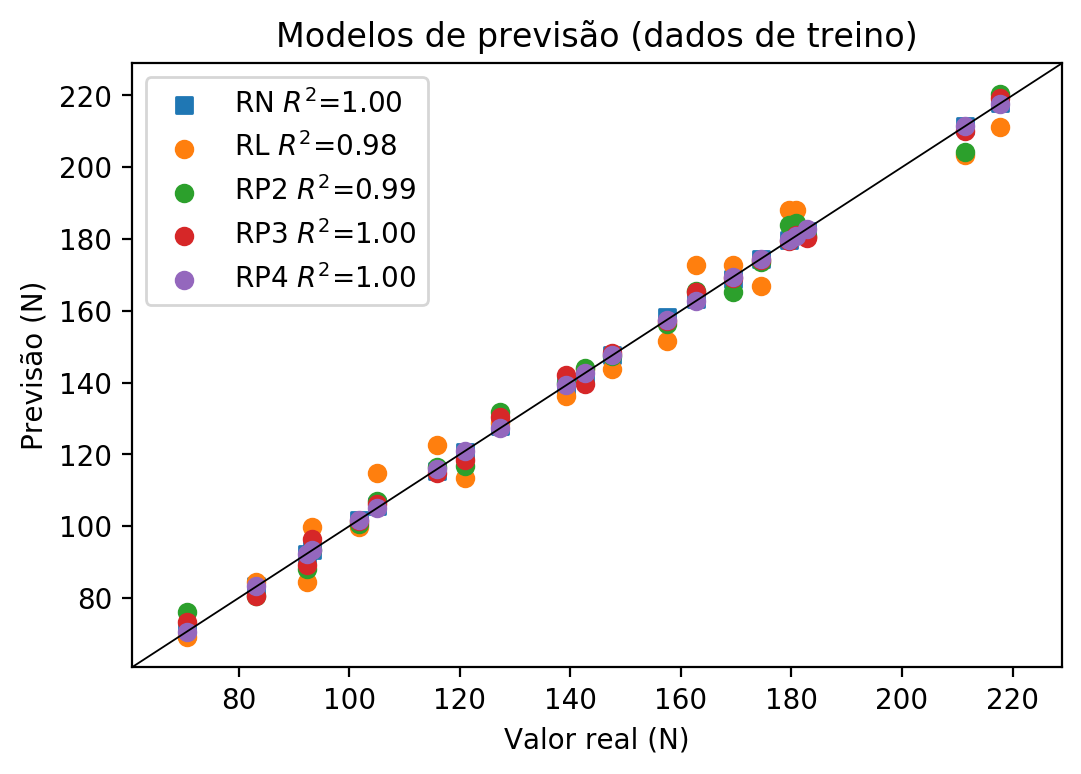 Modelos de previsão (dados de treino)
RN R²=1.00
RL R²=0.98
RP2 R²=0.99
RP3 R²=1.00
RP4 R²=1.00
220
200
180
160
140
120
100
80
Previsão (N)
80 100 120 140 160 180 200 220
Valor real (N)